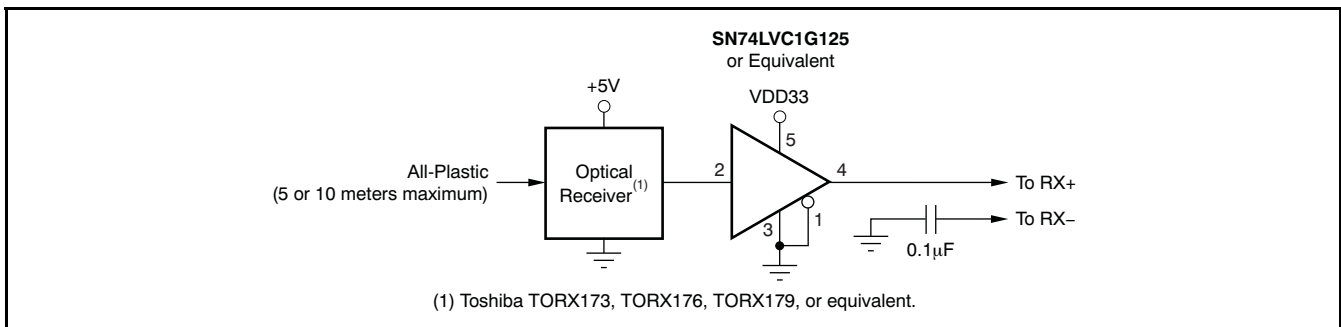 SN74LVC1G125
or Equivalent
+5V
VDD33
5
All-Plastic
(5 or 10 meters maximum)
Optical
Receiver(1)
2
4
To RX+
1
3
To RX–
0.1μF
(1) Toshiba TORX173, TORX176, TORX179, or equivalent.